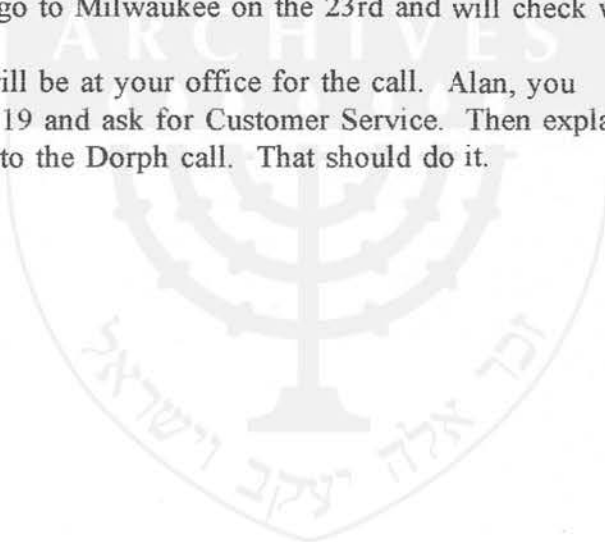 go to Milwaukee on the 23rd and will check
ARCHIVES
ill be at your office for the call. Alan, you
19 and ask for Customer Service. Then expla
to the Dorph call. That should do it.
זכר אלה יעקב וישראל